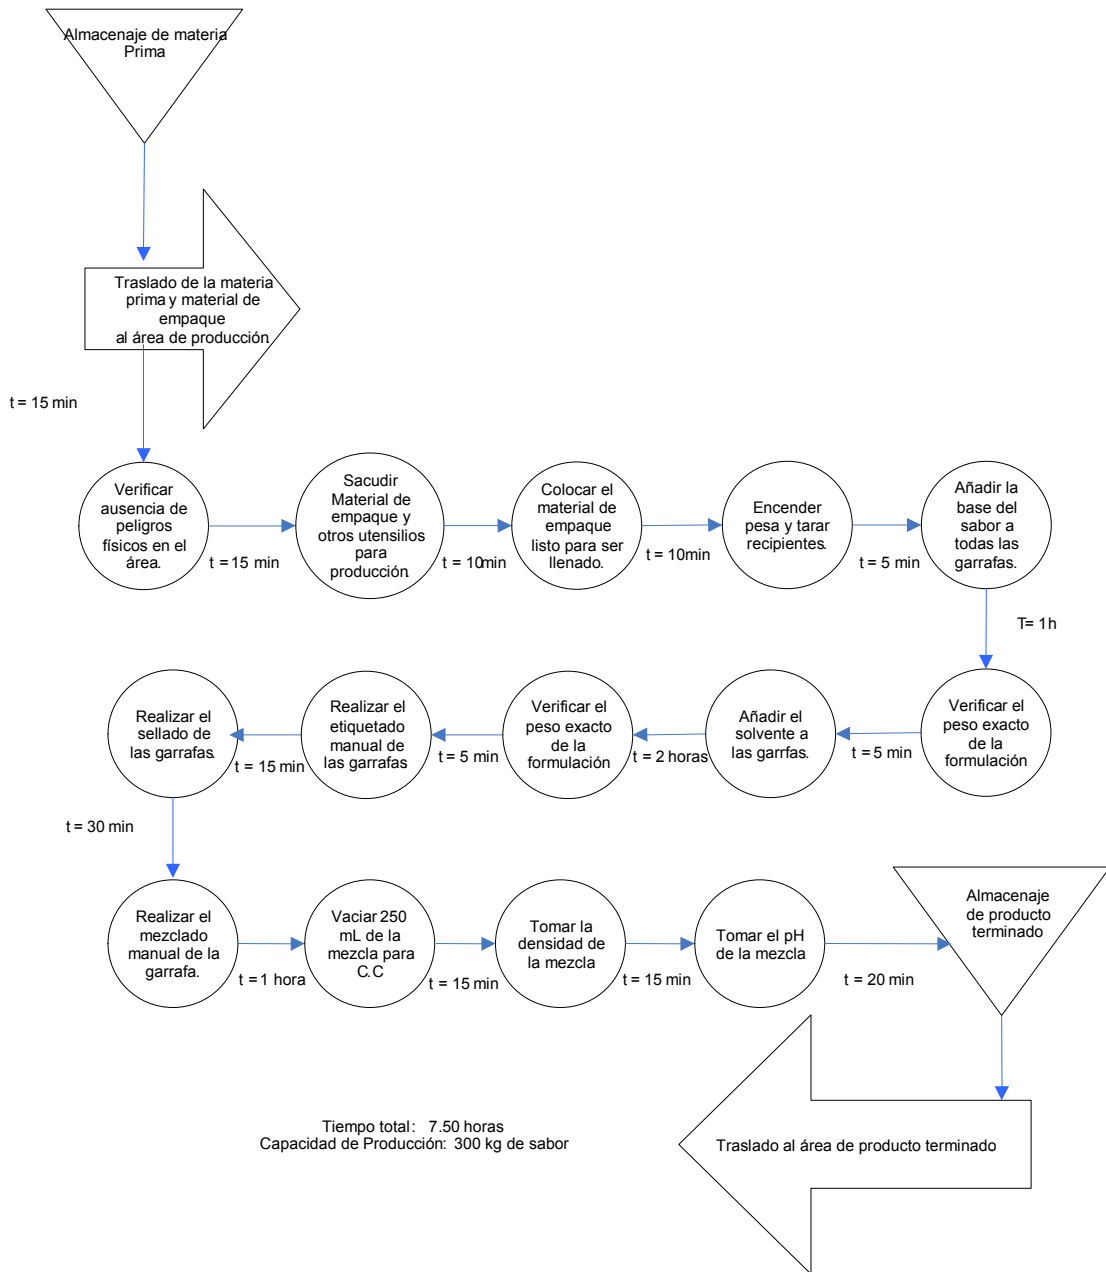 Almacenaje de materia
Prima
Traslado de la materia
prima y material de
empaque
al área de producción
t = 15 min
Verificar
ausencia de
peligros
físicos en el
área.
t = 15 min
Sacudir
Material de
empaque y
otros utensilios
para
producción.
t = 10min
Colocar el
material de
empaque
listo para ser
llenado.
t = 10min
Encender
pesa y tarar
recipientes.
t = 5 min
Añadir la
base del
sabor a
todas las
garrafas.
T= 1h
Verificar el
peso exacto
de la
formulación
t = 5 min
Añadir el
solvente a
las garrfas.
t = 2 horas
Verificar el
peso exacto
de la
formulación
t = 5 min
Realizar el
etiquetado
manual de
las garrafas
t = 15 min
Realizar el
sellado de
las garrafas.
t = 30 min
Realizar el
mezclado
manual de la
garrafa.
t = 1 hora
Vaciar 250
mL de la
mezcla para
C.C
t = 15 min
Tomar la
densidad de
la mezcla
t = 15 min
Tomar el pH
de la mezcla
t = 20 min
Almacenaje
de producto
terminado
Traslado al área de producto terminado
Tiempo total: 7.50 horas
Capacidad de Producción: 300 kg de sabor